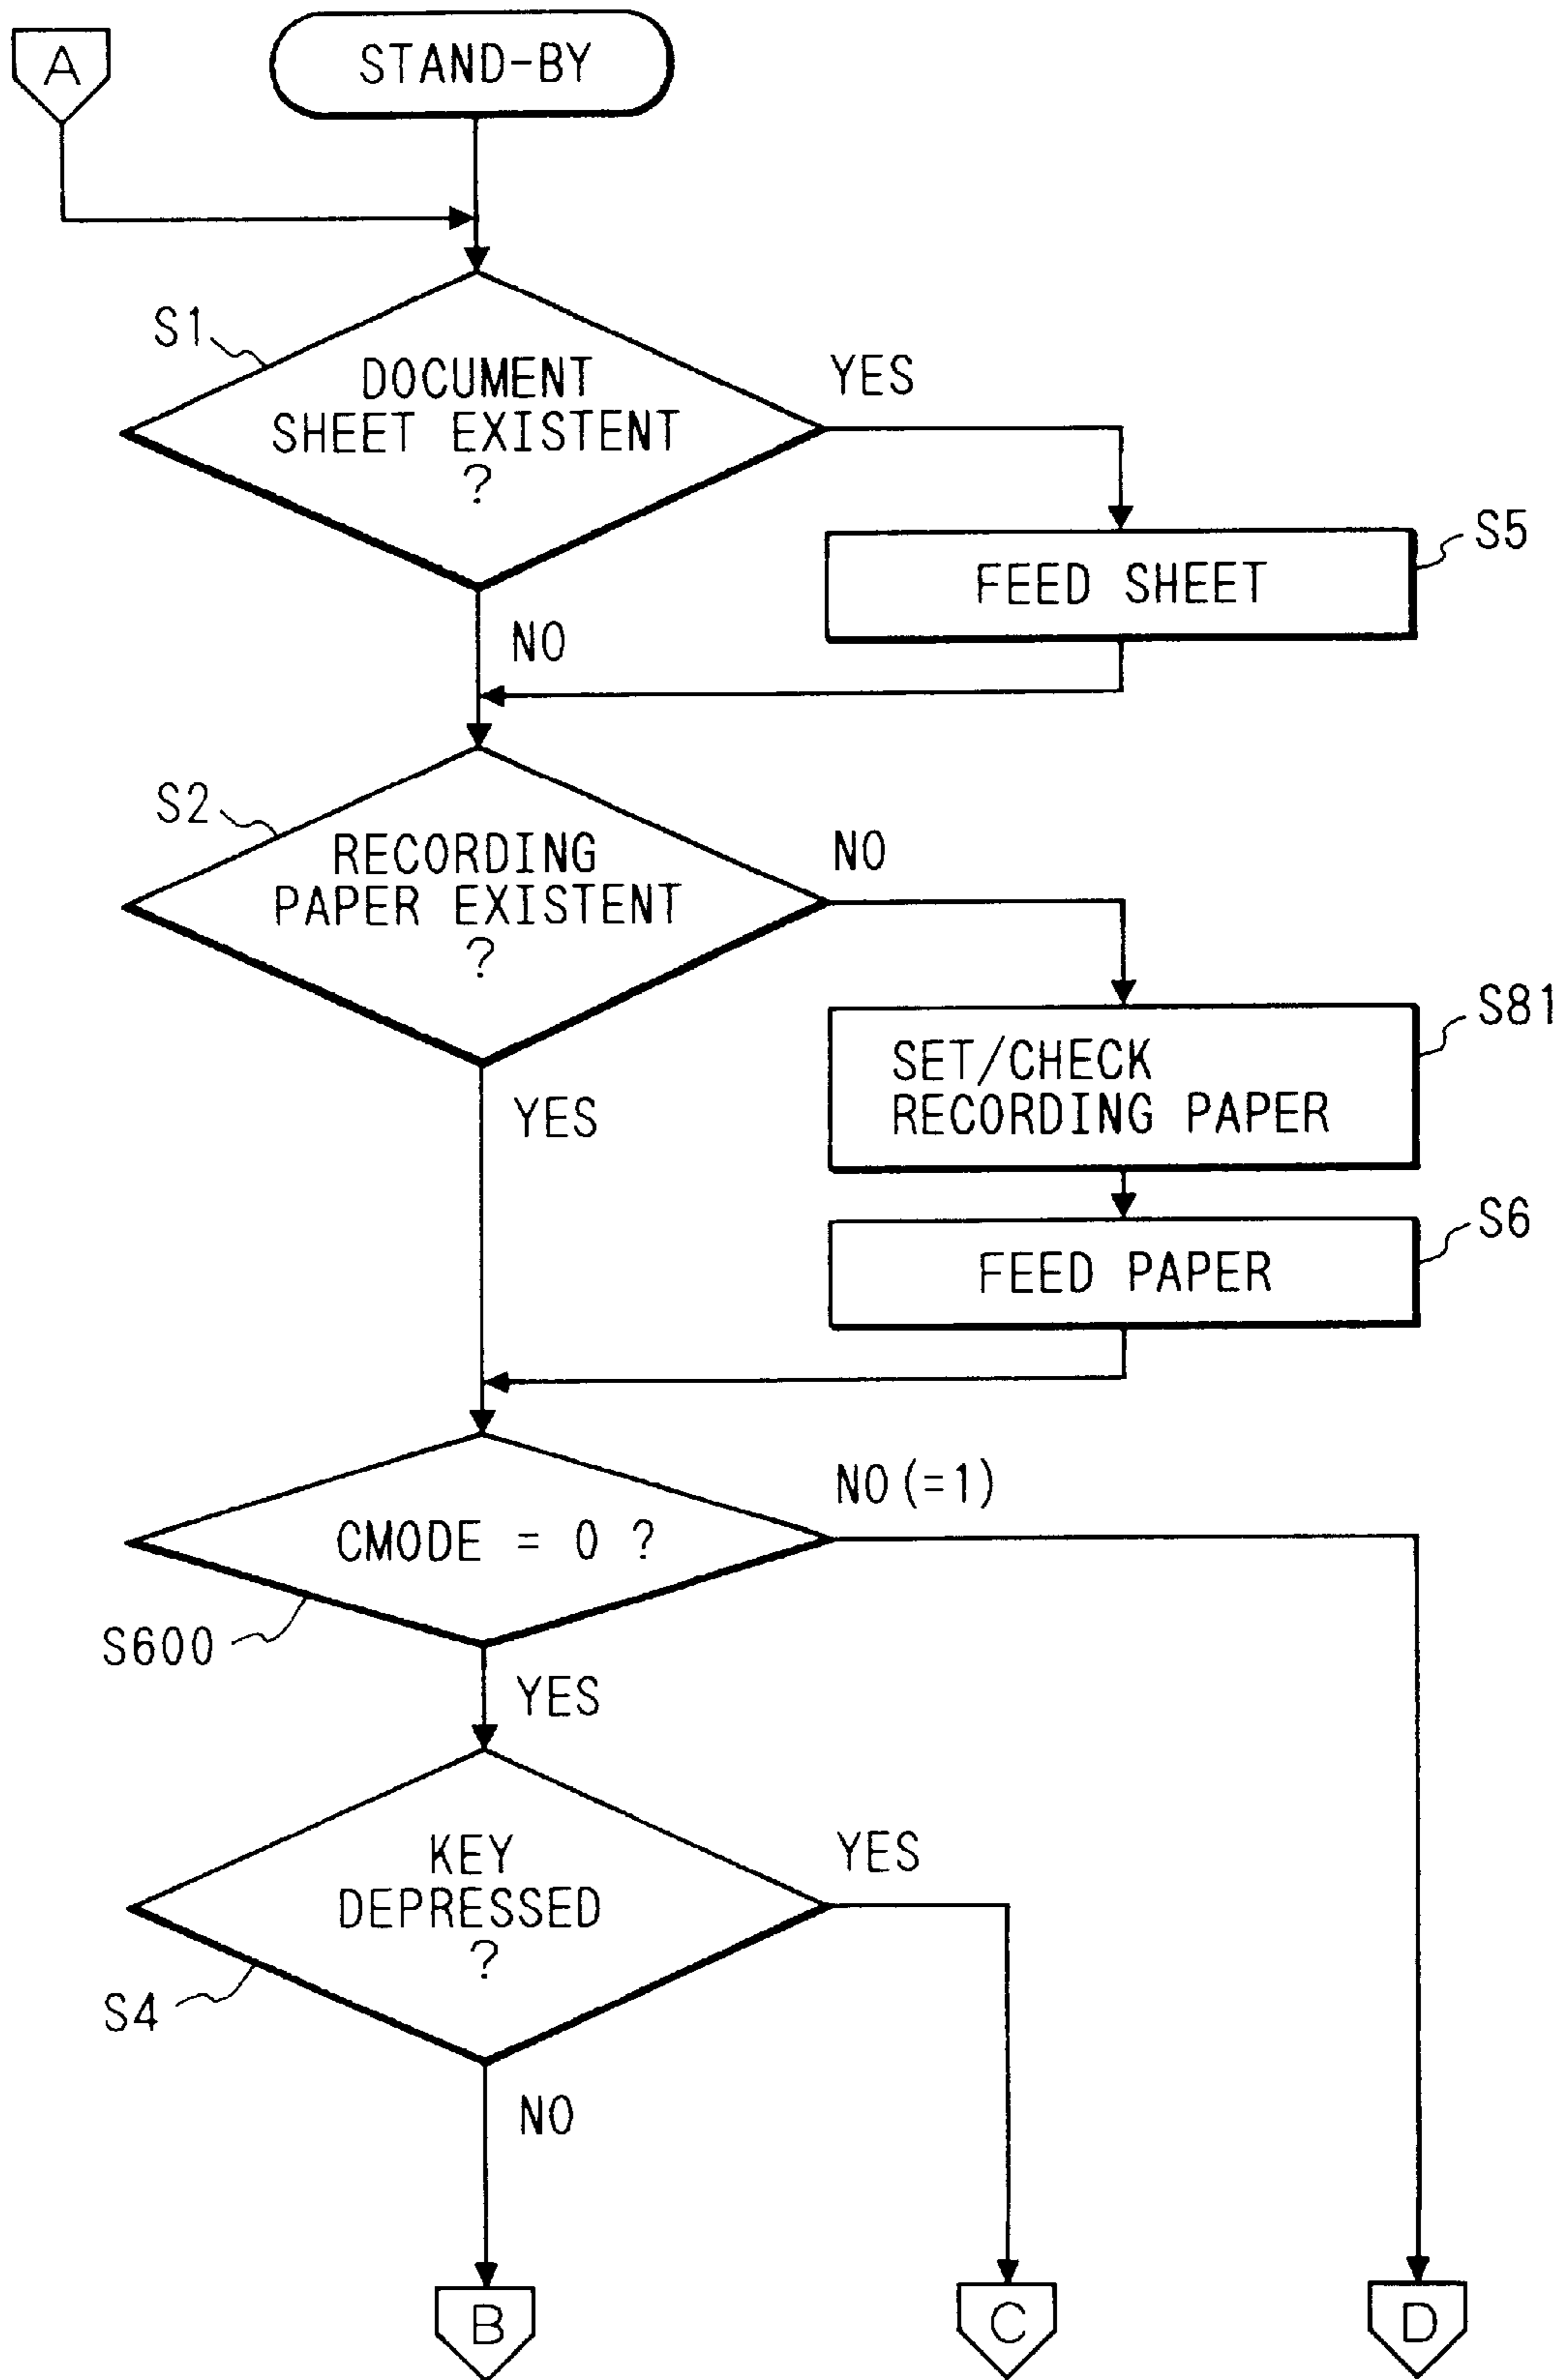 A
STAND-BY
S1
DOCUMENT
SHEET EXISTENT
?
YES
S5
FEED SHEET
NO
S2
RECORDING
PAPER EXISTENT
?
NO
S81
SET/CHECK
RECORDING PAPER
YES
S6
FEED PAPER
NO(=1)
CMODE = 0 ?
S600
YES
KEY
DEPRESSED
?
YES
S4
NO
B
C
D